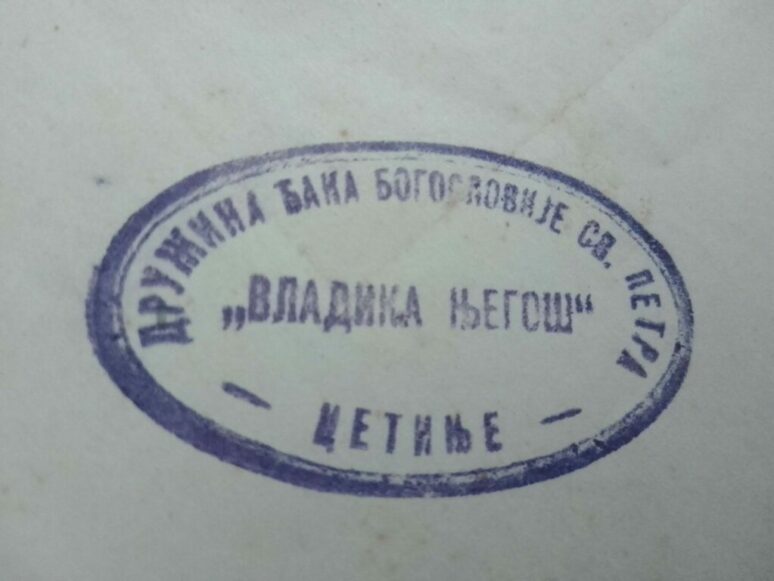 ДРУЖИНА ЂАКА БОГОСЛОВИЈЕ СВ. ПЕТРА
„ВЛАДИКА ЊЕГОШ“
— ЦЕТИЊЕ —